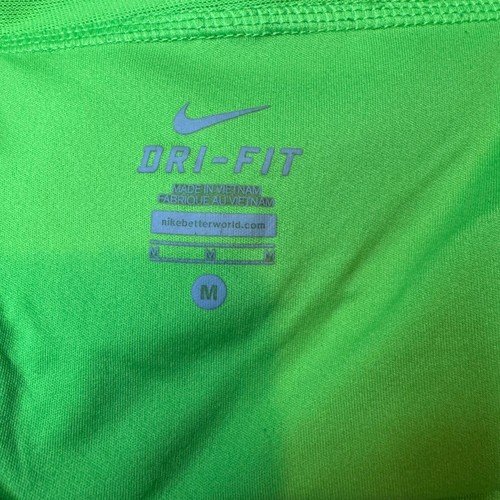 DRI-FIT
MADE IN VIETNAM
FABRIQUE AU VIETNAM
nikebetterworld.com
M M M
M